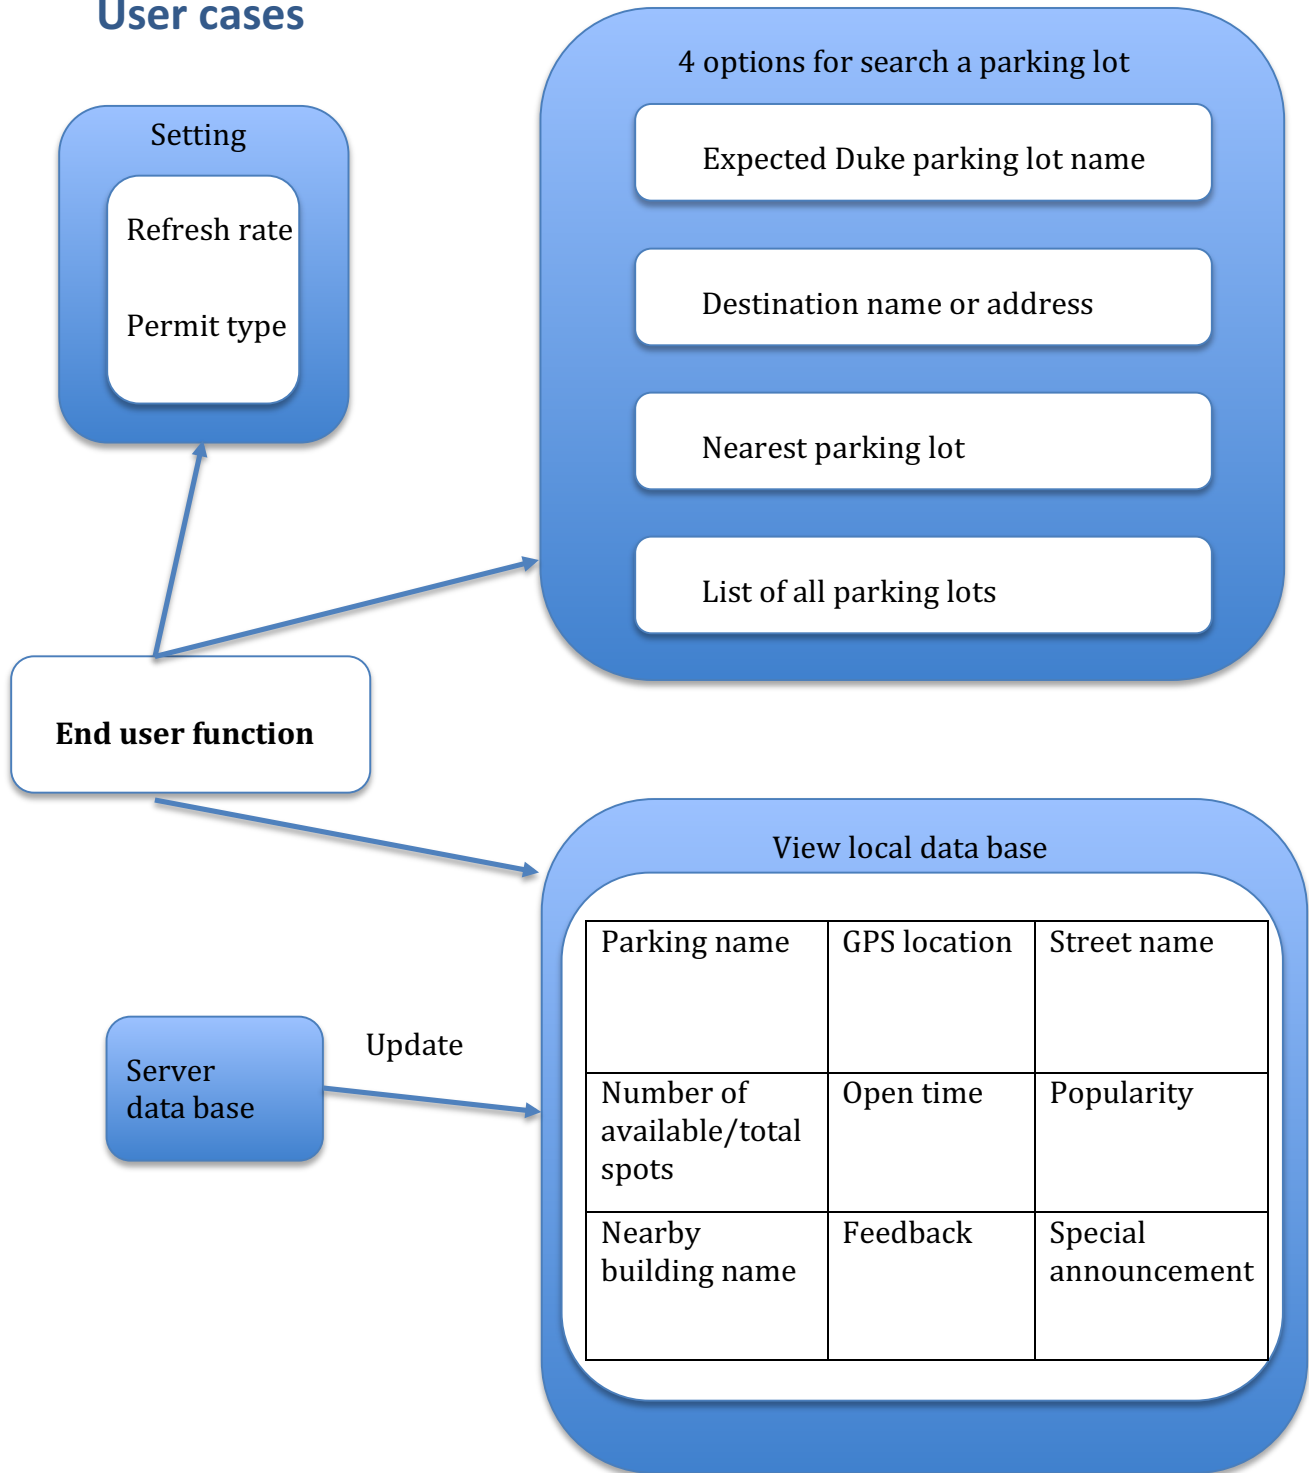 User cases
4 options for search a parking lot
Expected Duke parking lot name
Destination name or address
Nearest parking lot
List of all parking lots
Setting
Refresh rate
Permit type
End user function
View local data base
Parking name
GPS location
Street name
Number of
available/total
spots
Open time
Popularity
Nearby
building name
Feedback
Special
announcement
Server
data base
Update